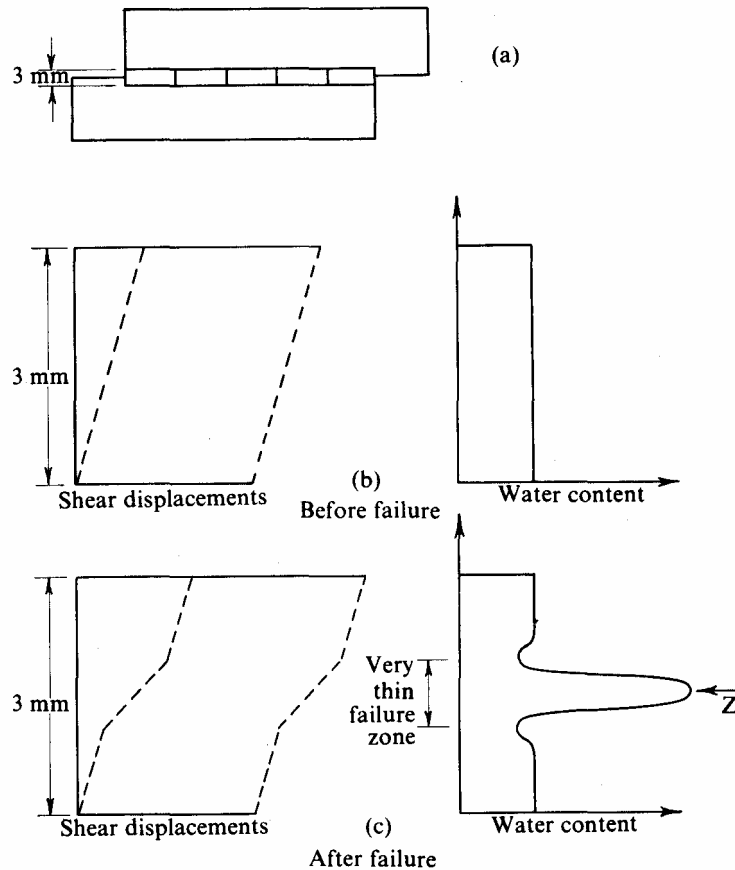 (a)
3 mm
3 mm
Shear displacements
(b)
Before failure
Water content
3 mm
Very
thin
failure
zone
Z
Shear displacements
(c)
After failure
Water content